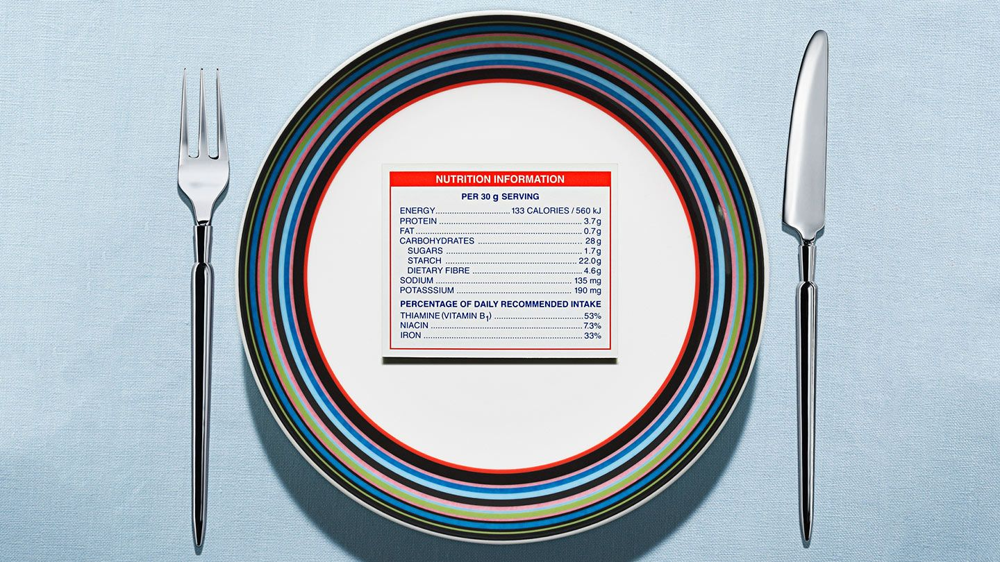 NUTRITION INFORMATION
PER 30 g SERVING
ENERGY 133 CALORIES / 560 kJ
PROTEIN 3.7g
FAT 0.7g
CARBOHYDRATES 28g
SUGARS 1.7g
STARCH 22.0g
DIETARY FIBRE 4.6g
SODIUM 135 mg
POTASSSIUM 190 mg
PERCENTAGE OF DAILY RECOMMENDED INTAKE
THIAMINE (VITAMIN B1) 53%
NIACIN 7.3%
IRON 33%